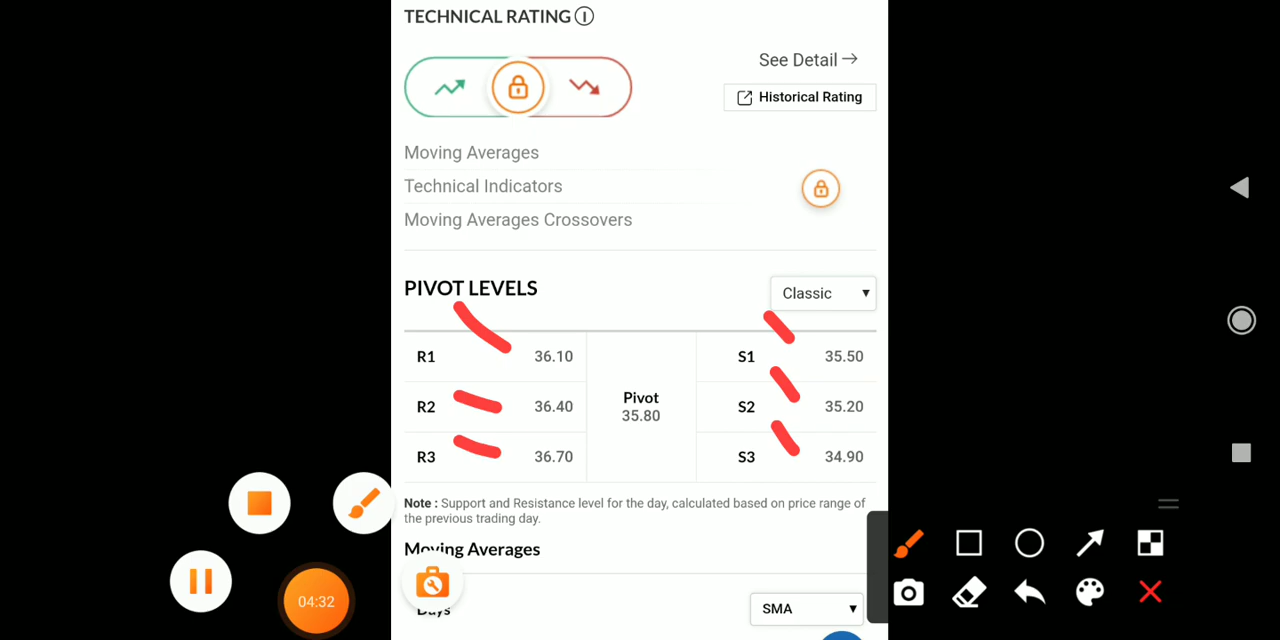 TECHNICAL RATING
See Detail →
Historical Rating
Moving Averages
Technical Indicators
Moving Averages Crossovers
PIVOT LEVELS
Classic
R1 36.10 S1 35.50
Pivot
R2 36.40 35.80 S2 35.20
R3 36.70 S3 34.90
Note : Support and Resistance level for the day, calculated based on price range of
the previous trading day.
Moving Averages
Days
SMA
04:32